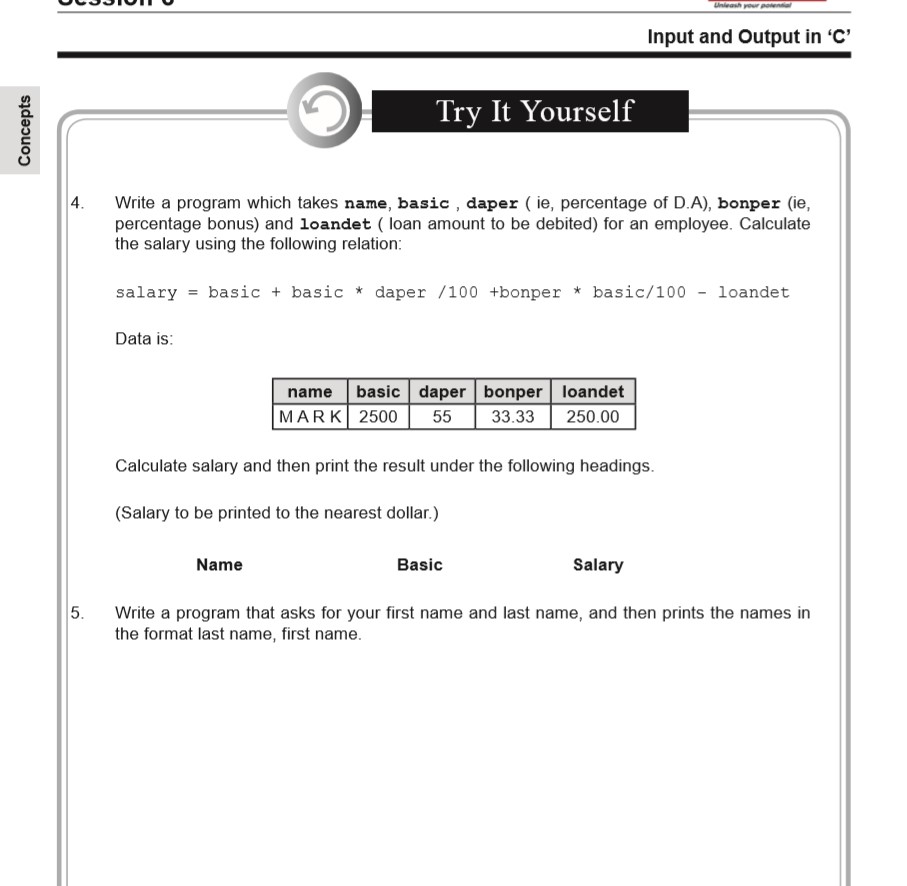 Unleash your potential
Input and Output in ‘C’
Concepts
Try It Yourself
4. Write a program which takes name, basic , daper ( ie, percentage of D.A), bonper (ie,
percentage bonus) and loandet ( loan amount to be debited) for an employee. Calculate
the salary using the following relation:
salary = basic + basic * daper /100 +bonper * basic/100 - loandet
Data is:
name basic daper bonper loandet
MARK 2500 55 33.33 250.00
Calculate salary and then print the result under the following headings.
(Salary to be printed to the nearest dollar.)
Name Basic Salary
5. Write a program that asks for your first name and last name, and then prints the names in
the format last name, first name.